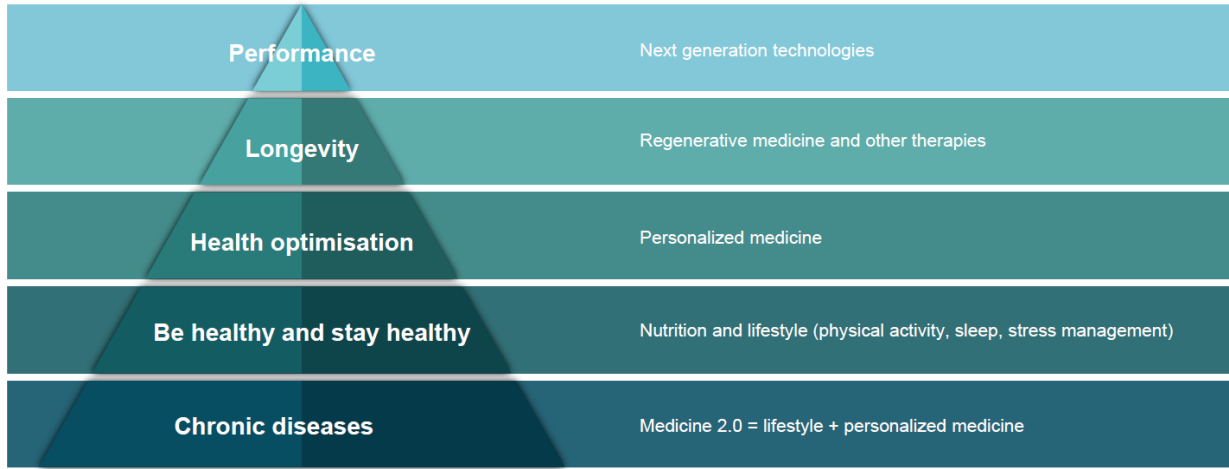 Performance
Next generation technologies
Longevity
Regenerative medicine and other therapies
Health optimisation
Personalized medicine
Be healthy and stay healthy
Nutrition and lifestyle (physical activity, sleep, stress management)
Chronic diseases
Medicine 2.0 = lifestyle + personalized medicine